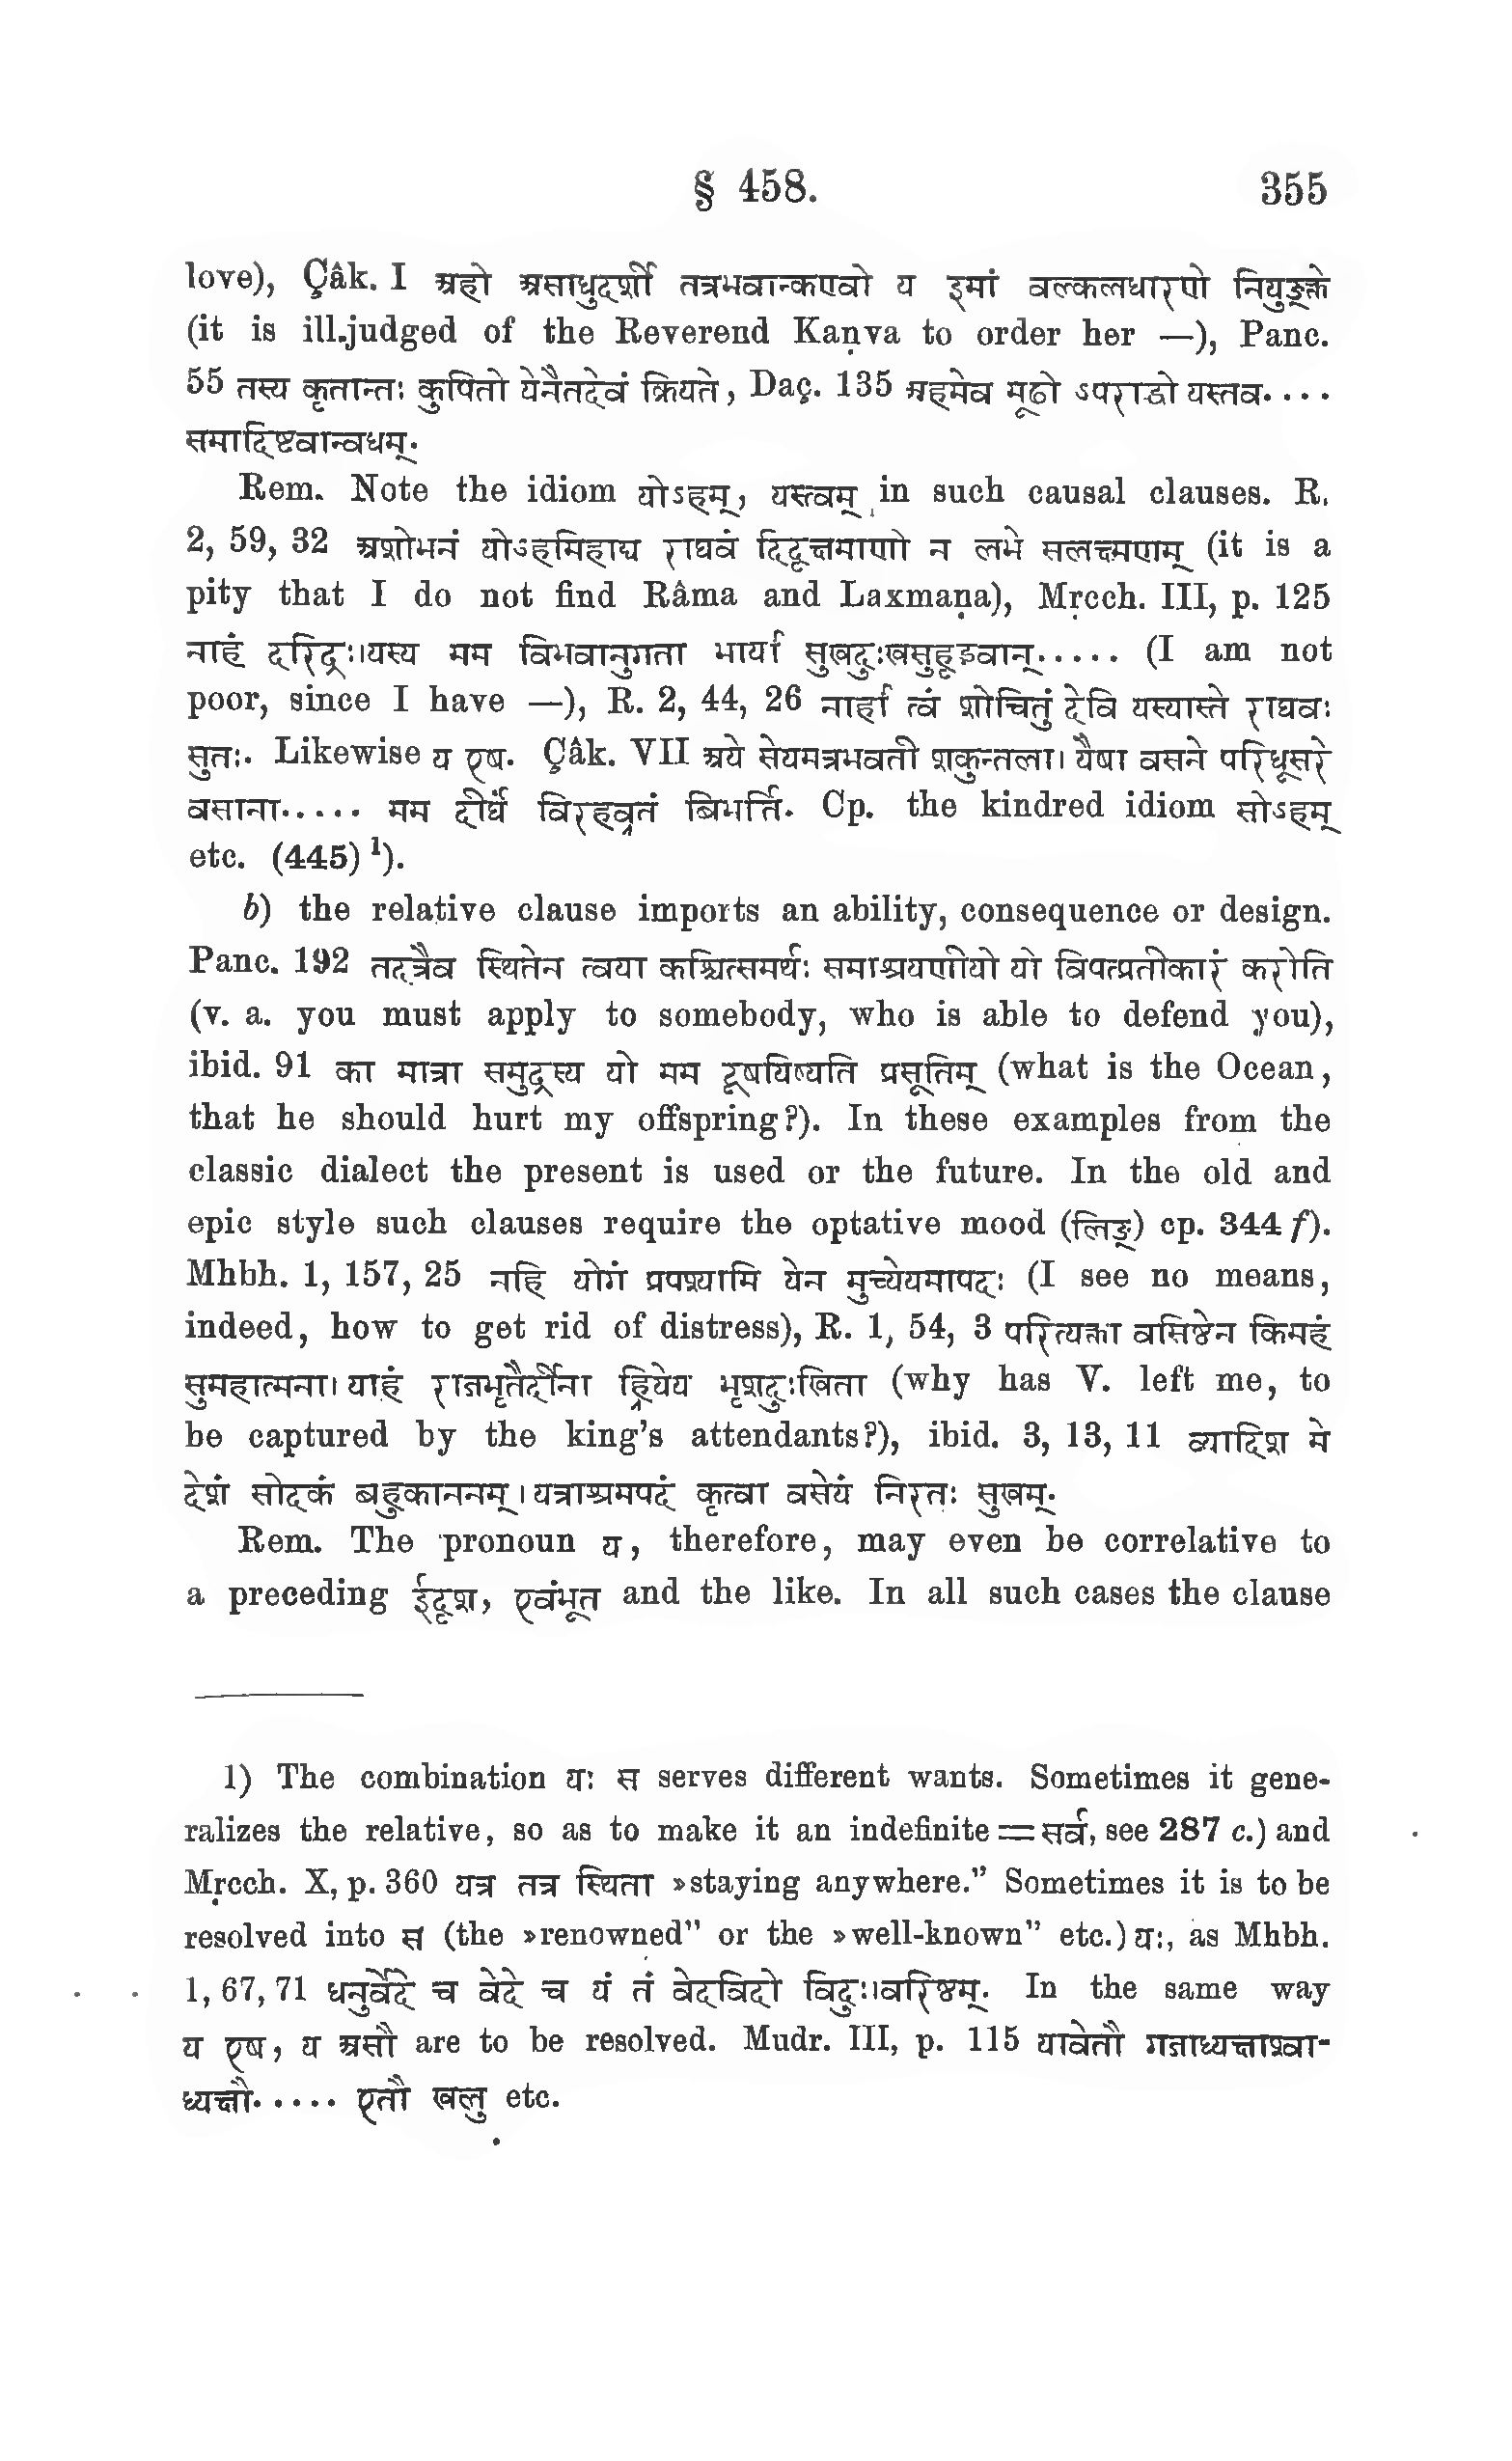 § 458. 355
love), Çâk. I अहो असाधुदर्शी तत्रभवान्कण्वो य इमां वल्कलधारणे नियुङ्क्ते
(it is ill.judged of the Reverend Kaṇva to order her —), Panc.
55 तस्य कृतान्तः कुपितो येनैतदेवं क्रियते, Daç. 135 अहमेव मूढो ऽपराद्धो यस्तव....
समादिष्टवान्वधम्.
Rem. Note the idiom योऽहम्, यस्त्वम् in such causal clauses. R.
2, 59, 32 अशोभनं योऽहमिहाद्य राघवं दिदृक्षमाणो न लभे सलक्ष्मणम् (it is a
pity that I do not find Râma and Laxmaṇa), Mṛcch. III, p. 125
नाहं दरिद्रः।यस्य मम विभवानुगता भार्या सुखदुःखसुहृद्भवान्..... (I am not
poor, since I have —), R. 2, 44, 26 नार्हा त्वं शोचितुं देवि यस्यास्ते राघवः
सुतः. Likewise य एष. Çâk. VII अये सेयमत्रभवती शकुन्तला। यैषा वसने परिधूसरे
वसाना..... मम दीर्घं विरहव्रतं बिभर्ति. Cp. the kindred idiom सोऽहम्
etc. (445) ¹).
b) the relative clause imports an ability, consequence or design.
Panc. 192 तदत्रैव स्थितेन त्वया कश्चित्समर्थः समाश्रयणीयो यो विपत्प्रतीकारं करोति
(v. a. you must apply to somebody, who is able to defend you),
ibid. 91 का मात्रा समुद्रस्य यो मम दूषयिष्यति प्रसूतिम् (what is the Ocean,
that he should hurt my offspring?). In these examples from the
classic dialect the present is used or the future. In the old and
epic style such clauses require the optative mood (लिङ्) cp. 344 f).
Mhbh. 1, 157, 25 नहि योगं प्रपश्यामि येन मुच्येयमापदः (I see no means,
indeed, how to get rid of distress), R. 1, 54, 3 परित्यक्ता वसिष्ठेन किमहं
सुमहात्मना। याहं राजभृतैर्दीना ह्रियेय भृशदुःखिता (why has V. left me, to
be captured by the king's attendants?), ibid. 3, 13, 11 व्यादिश मे
देशं सोदकं बहुकाननम्। यत्राश्रमपदं कृत्वा वसेयं निरतः सुखम्.
Rem. The pronoun य, therefore, may even be correlative to
a preceding ईदृश, एवंभूत and the like. In all such cases the clause
1) The combination यः स serves different wants. Sometimes it gene-
ralizes the relative, so as to make it an indefinite = सर्व, see 287 c.) and
Mṛcch. X, p. 360 यत्र तत्र स्थिता »staying anywhere.” Sometimes it is to be
resolved into स (the »renowned” or the »well-known” etc.) यः, as Mhbh.
1, 67, 71 धनुर्वेदे च वेदे च यं तं वेदविदो विदुः।वरिष्ठम्. In the same way
य एष, य असौ are to be resolved. Mudr. III, p. 115 यावेतौ गजाध्यक्षाश्वा-
ध्यक्षौ..... एतौ खलु etc.